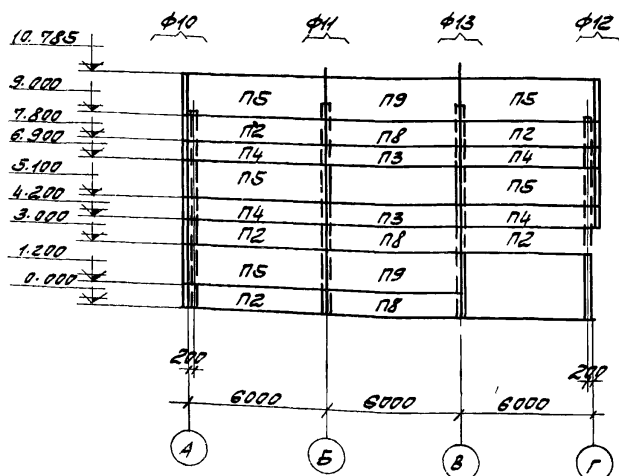 Ф10 Ф11 Ф13 Ф12
10.785
9.000
7.800
6.900
5.100
4.200
3.000
1.200
0.000
П5 П9 П5
П2 П8 П2
П4 П3 П4
П5 П5
П4 П3 П4
П2 П8 П2
П5 П9
П2 П8
200 200
6000 6000 6000
А Б В Г